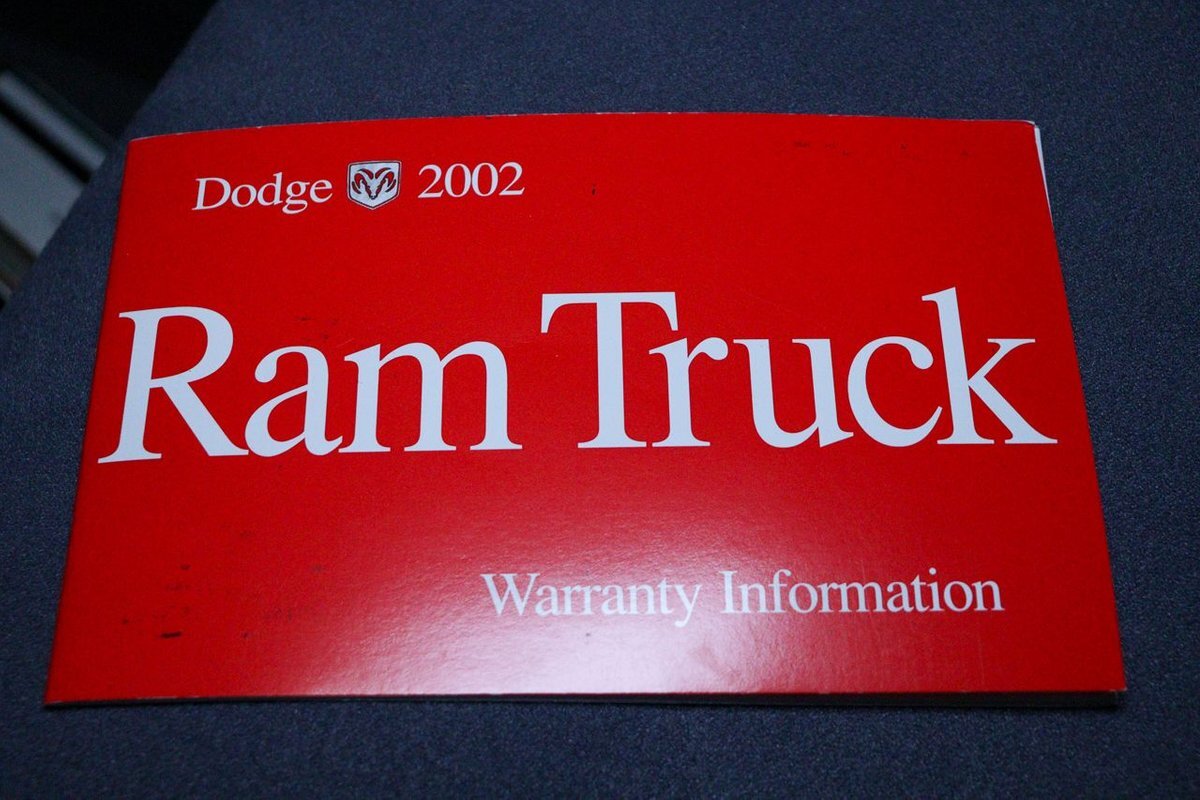 Dodge 2002
Ram Truck
Warranty Information